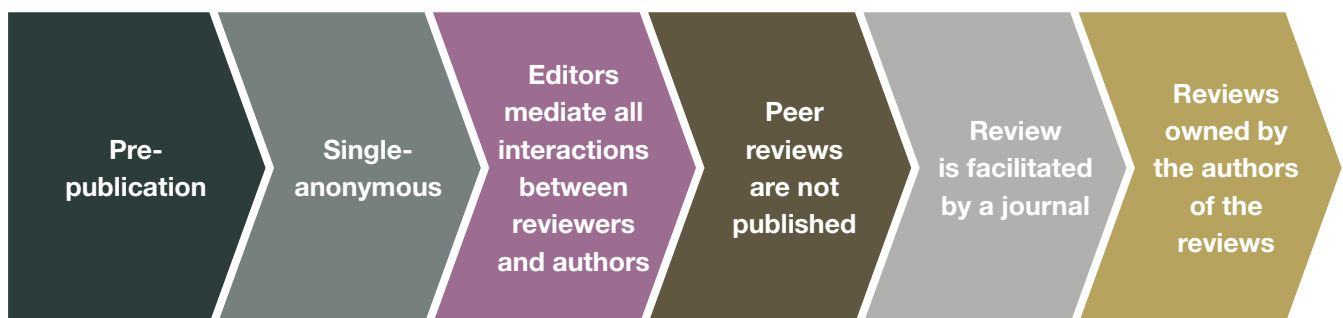 Pre-
publication
Single-
anonymous
Editors
mediate all
interactions
between
reviewers
and authors
Peer
reviews
are not
published
Review
is facilitated
by a journal
Reviews
owned by
the authors
of the
reviews